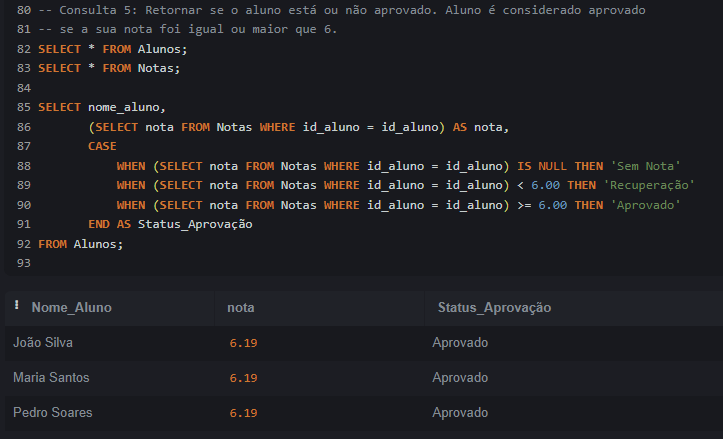 80 -- Consulta 5: Retornar se o aluno está ou não aprovado. Aluno é considerado aprovado
81 -- se a sua nota foi igual ou maior que 6.
82 SELECT * FROM Alunos;
83 SELECT * FROM Notas;
84
85 SELECT nome_aluno,
86 (SELECT nota FROM Notas WHERE id_aluno = id_aluno) AS nota,
87 CASE
88 WHEN (SELECT nota FROM Notas WHERE id_aluno = id_aluno) IS NULL THEN 'Sem Nota'
89 WHEN (SELECT nota FROM Notas WHERE id_aluno = id_aluno) < 6.00 THEN 'Recuperação'
90 WHEN (SELECT nota FROM Notas WHERE id_aluno = id_aluno) >= 6.00 THEN 'Aprovado'
91 END AS Status_Aprovação
92 FROM Alunos;
93
Nome_Aluno nota Status_Aprovação
João Silva 6.19 Aprovado
Maria Santos 6.19 Aprovado
Pedro Soares 6.19 Aprovado